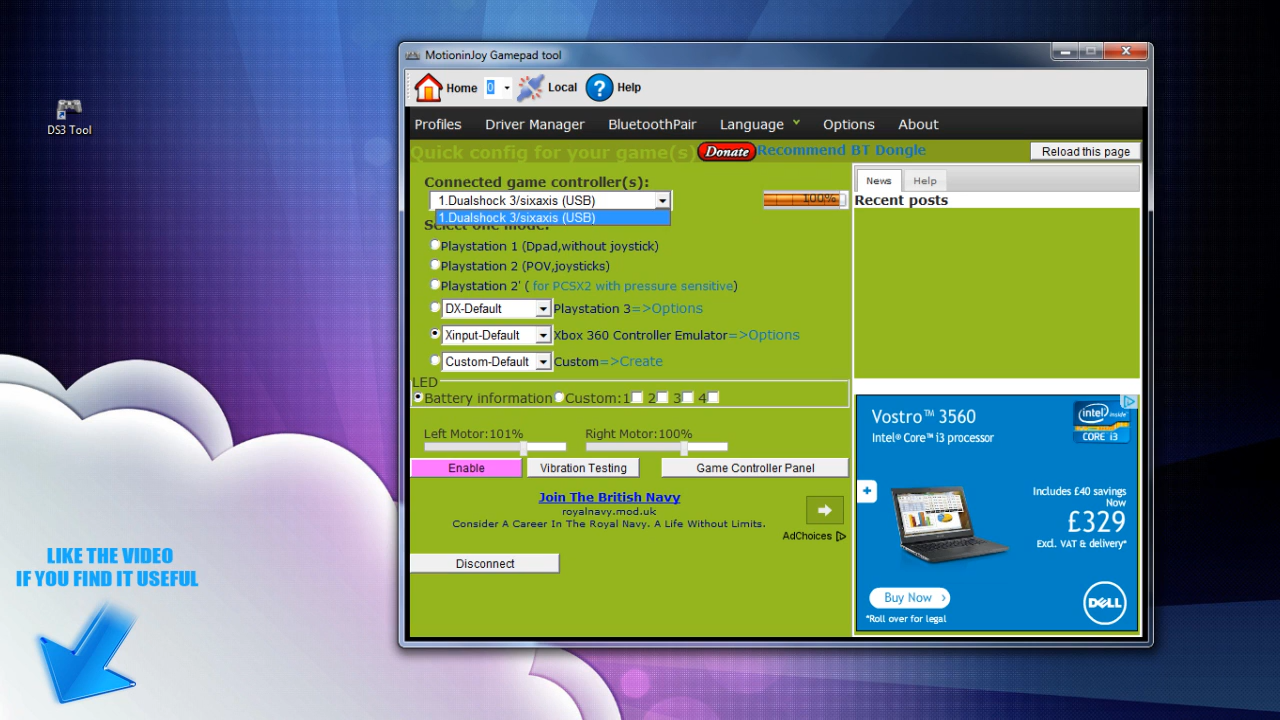 MotioninJoy Gamepad tool
Home 0 Local ? Help
DS3 Tool
Profiles Driver Manager BluetoothPair Language Options About
Quick config for your game(s) Donate Recommend BT Dongle Reload this page
Connected game controller(s):
1.Dualshock 3/sixaxis (USB) 100%
1.Dualshock 3/sixaxis (USB)
Select one mode:
Playstation 1 (Dpad,without joystick)
Playstation 2 (POV,joysticks)
Playstation 2' ( for PCSX2 with pressure sensitive)
DX-Default Playstation 3=>Options
Xinput-Default Xbox 360 Controller Emulator=>Options
Custom-Default Custom=>Create
LED
Battery information Custom:1 2 3 4
Left Motor:101% Right Motor:100%
Enable Vibration Testing Game Controller Panel
Join The British Navy
royalnavy.mod.uk
Consider A Career In The Royal Navy. A Life Without Limits.
AdChoices
Disconnect
News Help
Recent posts
Vostro™ 3560
Intel® Core™ i3 processor
intel inside
CORE i3
Includes £40 savings
Now
£329
Excl. VAT & delivery*
Buy Now
*Roll over for legal
DELL
LIKE THE VIDEO
IF YOU FIND IT USEFUL